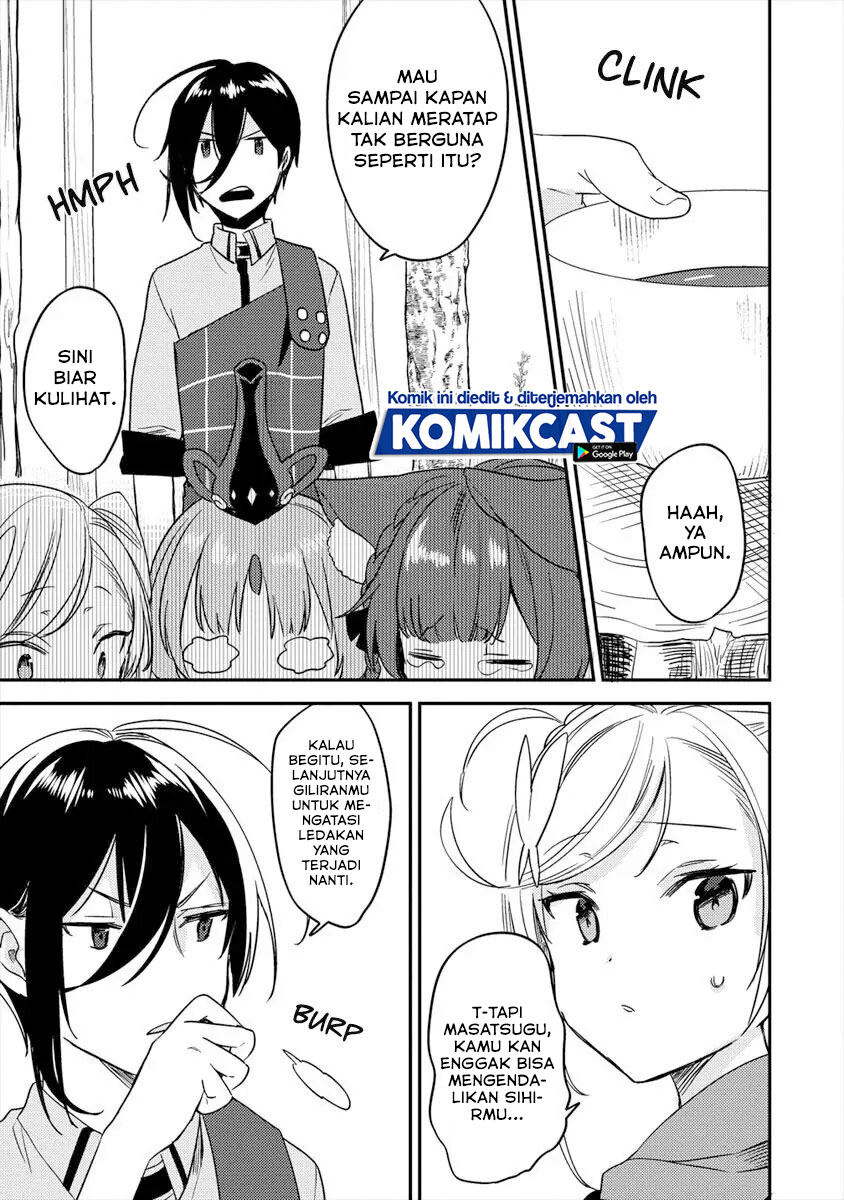 CLINK
HAAH,
YA
AMPUN.
MAU
SAMPAI KAPAN
KALIAN MERATAP
TAK BERGUNA
SEPERTI ITU?
HMPH
SINI
BIAR
KULIHAT.
Komik ini diedit & diterjemahkan oleh
KOMIKCAST
GET IT ON
Google Play
T-TAPI
MASATSUGU,
KAMU KAN
ENGGAK BISA
MENGENDA-
LIKAN SIHI-
RMU...
KALAU
BEGITU, SE-
LANJUTNYA
GILIRANMU
UNTUK ME-
NGATASI
LEDAKAN
YANG
TERJADI
NANTI.
BURP